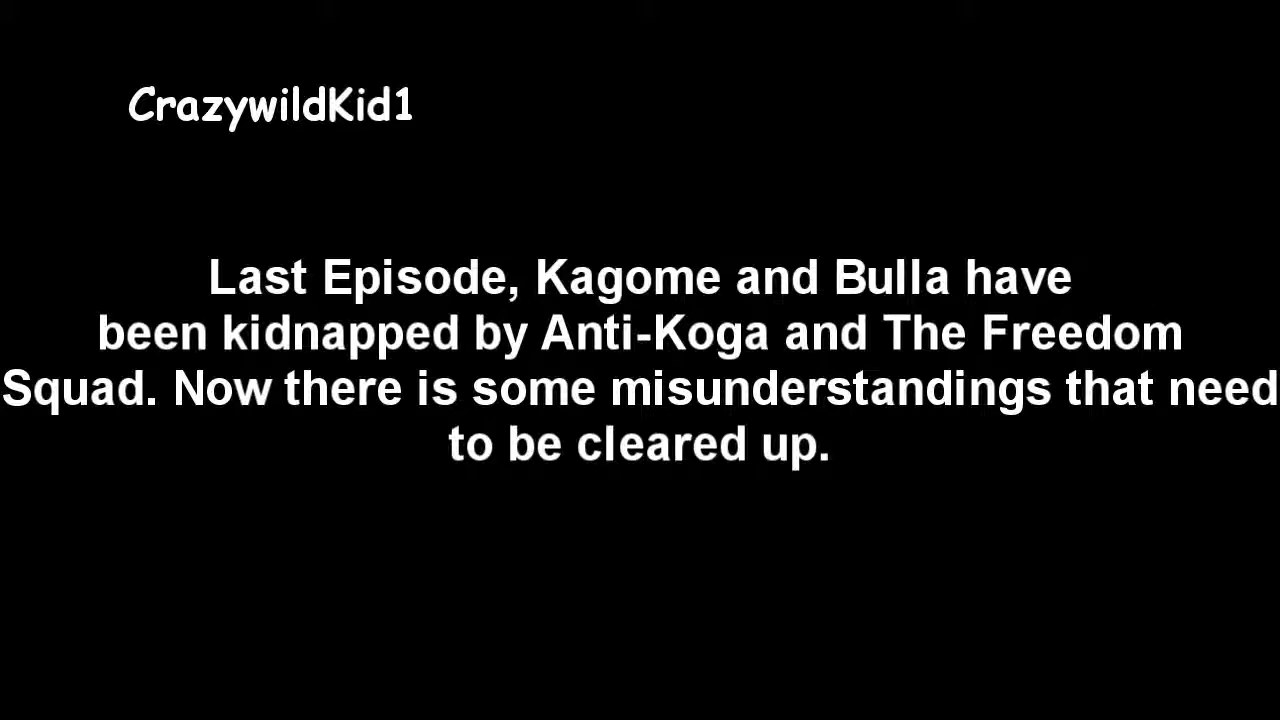 CrazywildKid1
Last Episode, Kagome and Bulla have
been kidnapped by Anti-Koga and The Freedom
Squad. Now there is some misunderstandings that need
to be cleared up.